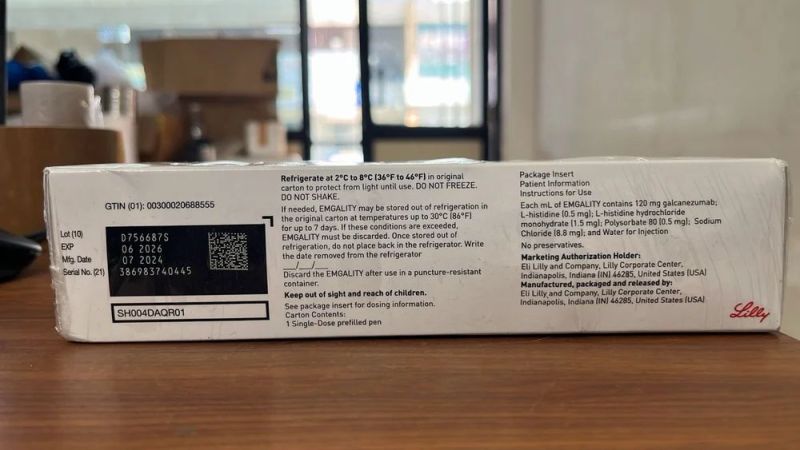 GTIN (01): 00300020688555
Lot (10) D756687S
EXP 06 2026
Mfg. Date 07 2024
Serial No. (21) 386983740445
SH004DAQR01
Refrigerate at 2°C to 8°C (36°F to 46°F) in original
carton to protect from light until use. DO NOT FREEZE.
DO NOT SHAKE.
If needed, EMGALITY may be stored out of refrigeration in
the original carton at temperatures up to 30°C (86°F)
for up to 7 days. If these conditions are exceeded,
EMGALITY must be discarded. Once stored out of
refrigeration, do not place back in the refrigerator. Write
the date removed from the refrigerator
__/__/__
Discard the EMGALITY after use in a puncture-resistant
container.
Keep out of sight and reach of children.
See package insert for dosing information.
Carton Contents:
1 Single-Dose prefilled pen
Package Insert
Patient Information
Instructions for Use
Each mL of EMGALITY contains 120 mg galcanezumab;
L-histidine (0.5 mg); L-histidine hydrochloride
monohydrate (1.5 mg); Polysorbate 80 (0.5 mg); Sodium
Chloride (8.8 mg); and Water for Injection
No preservatives.
Marketing Authorization Holder:
Eli Lilly and Company, Lilly Corporate Center,
Indianapolis, Indiana (IN) 46285, United States (USA)
Manufactured, packaged and released by:
Eli Lilly and Company, Lilly Corporate Center,
Indianapolis, Indiana (IN) 46285, United States (USA)
Lilly